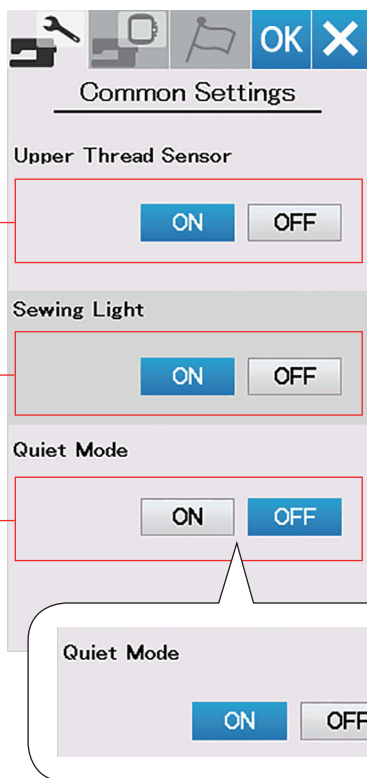 OK
Common Settings
Upper Thread Sensor
ON OFF
Sewing Light
ON OFF
Quiet Mode
ON OFF
Quiet Mode
ON OFF